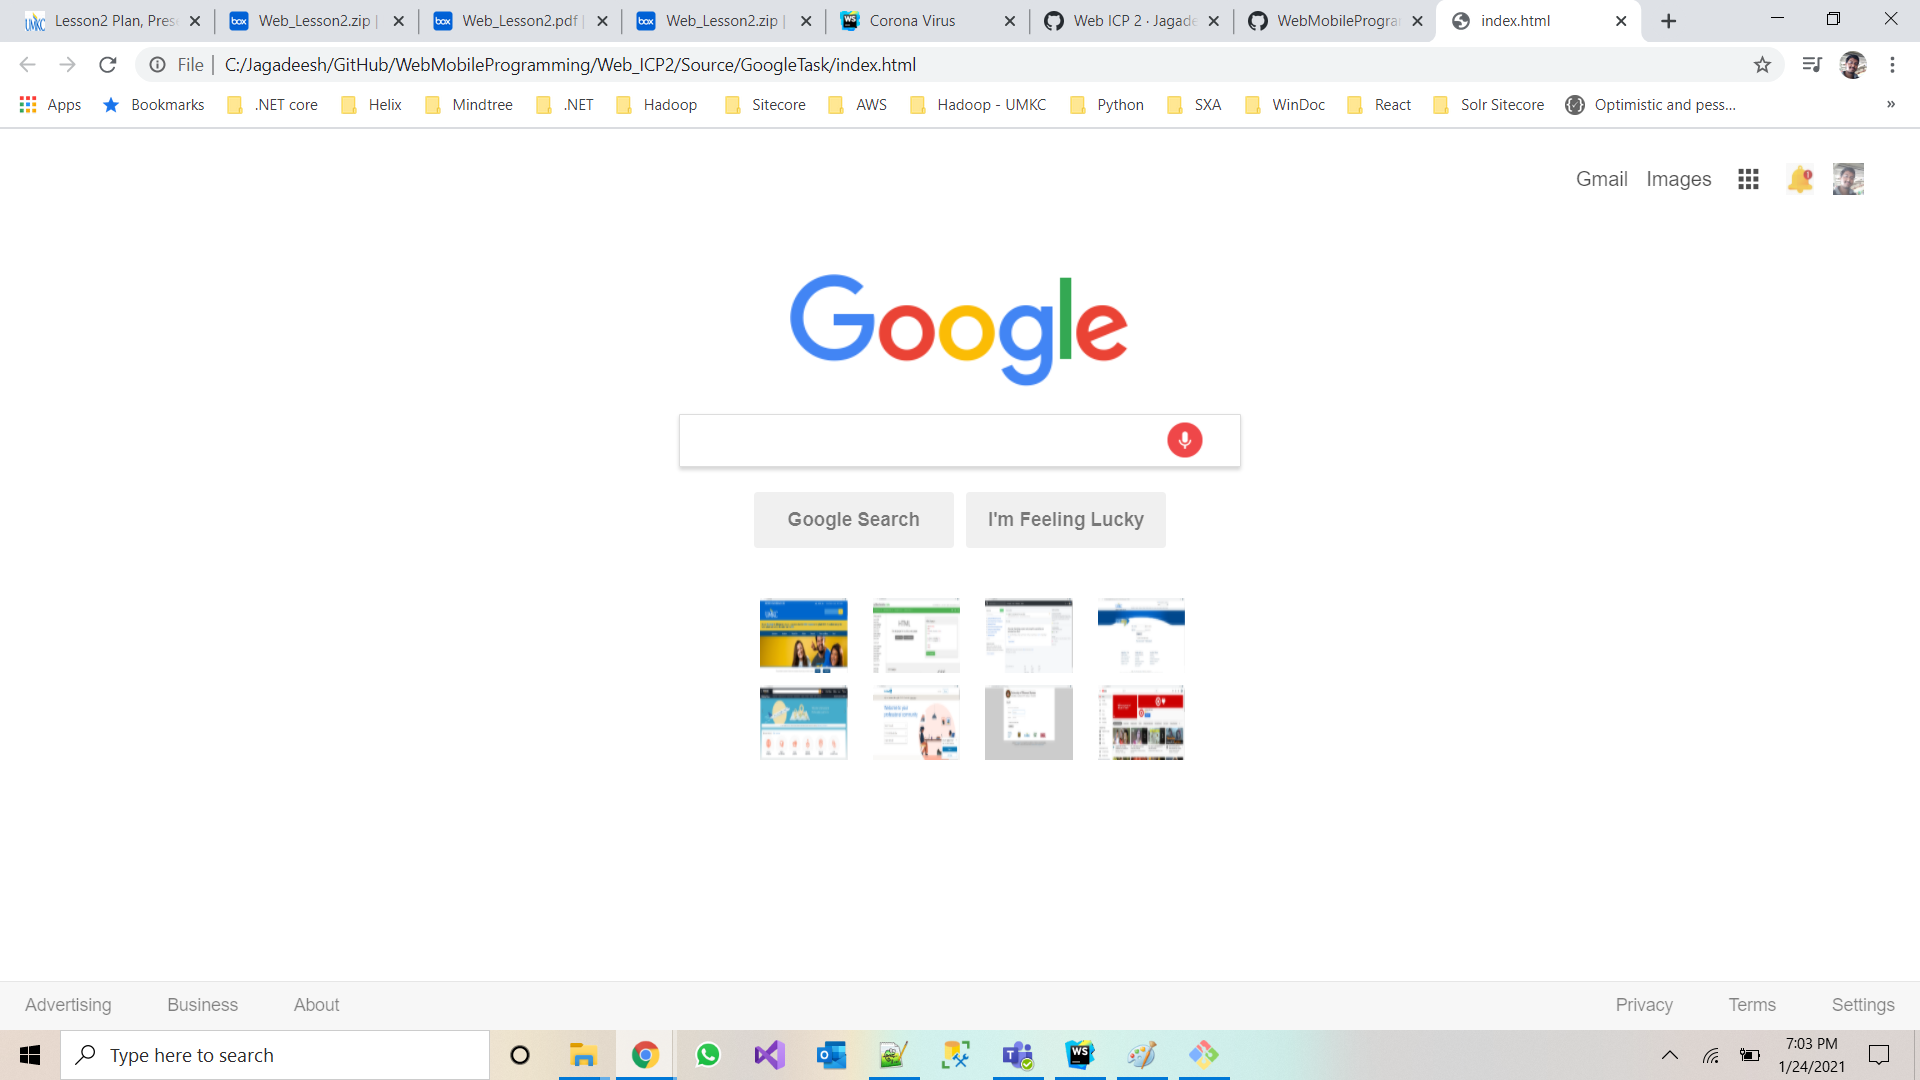 Lesson2 Plan, Pres
Web_Lesson2.zip |
Web_Lesson2.pdf |
Web_Lesson2.zip |
Corona Virus
Web ICP 2 · Jagade
WebMobileProgra
index.html
File | C:/Jagadeesh/GitHub/WebMobileProgramming/Web_ICP2/Source/GoogleTask/index.html
Apps Bookmarks .NET core Helix Mindtree .NET Hadoop Sitecore AWS Hadoop - UMKC Python SXA WinDoc React Solr Sitecore Optimistic and pess... »
Gmail Images
Google
Google Search I'm Feeling Lucky
Advertising Business About Privacy Terms Settings
Type here to search
7:03 PM
1/24/2021